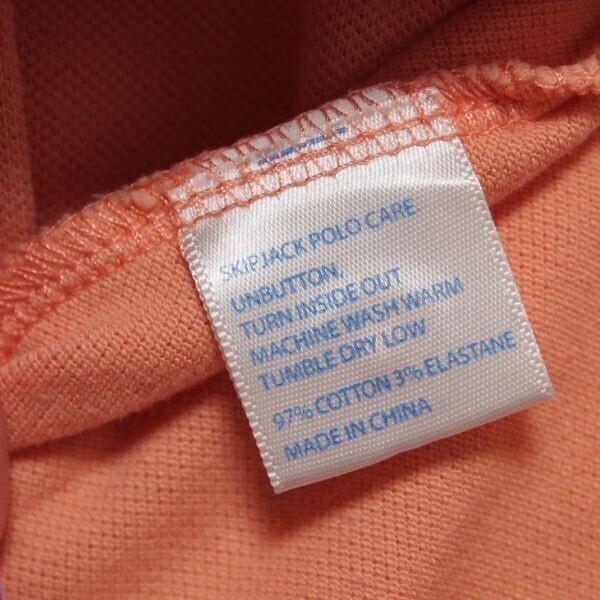 SKIPJACK POLO CARE.
UNBUTTON,
TURN INSIDE OUT
MACHINE WASH WARM
TUMBLE DRY LOW
97% COTTON 3% ELASTANE
MADE IN CHINA